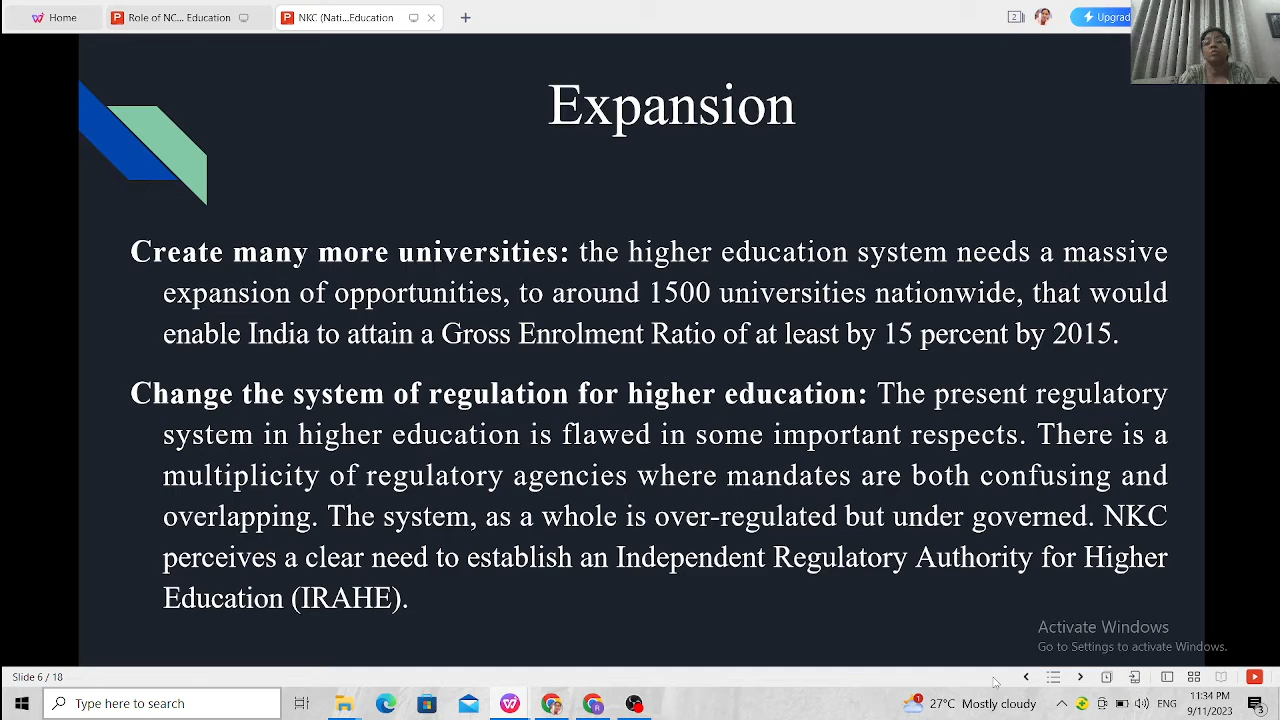 Home
Role of NC... Education
NKC (Nati...Education
2
Upgrad
Expansion
Create many more universities: the higher education system needs a massive
expansion of opportunities, to around 1500 universities nationwide, that would
enable India to attain a Gross Enrolment Ratio of at least by 15 percent by 2015.
Change the system of regulation for higher education: The present regulatory
system in higher education is flawed in some important respects. There is a
multiplicity of regulatory agencies where mandates are both confusing and
overlapping. The system, as a whole is over-regulated but under governed. NKC
perceives a clear need to establish an Independent Regulatory Authority for Higher
Education (IRAHE).
Activate Windows
Go to Settings to activate Windows.
Slide 6 / 18
Type here to search
27°C Mostly cloudy
ENG
11:34 PM
9/11/2023
3